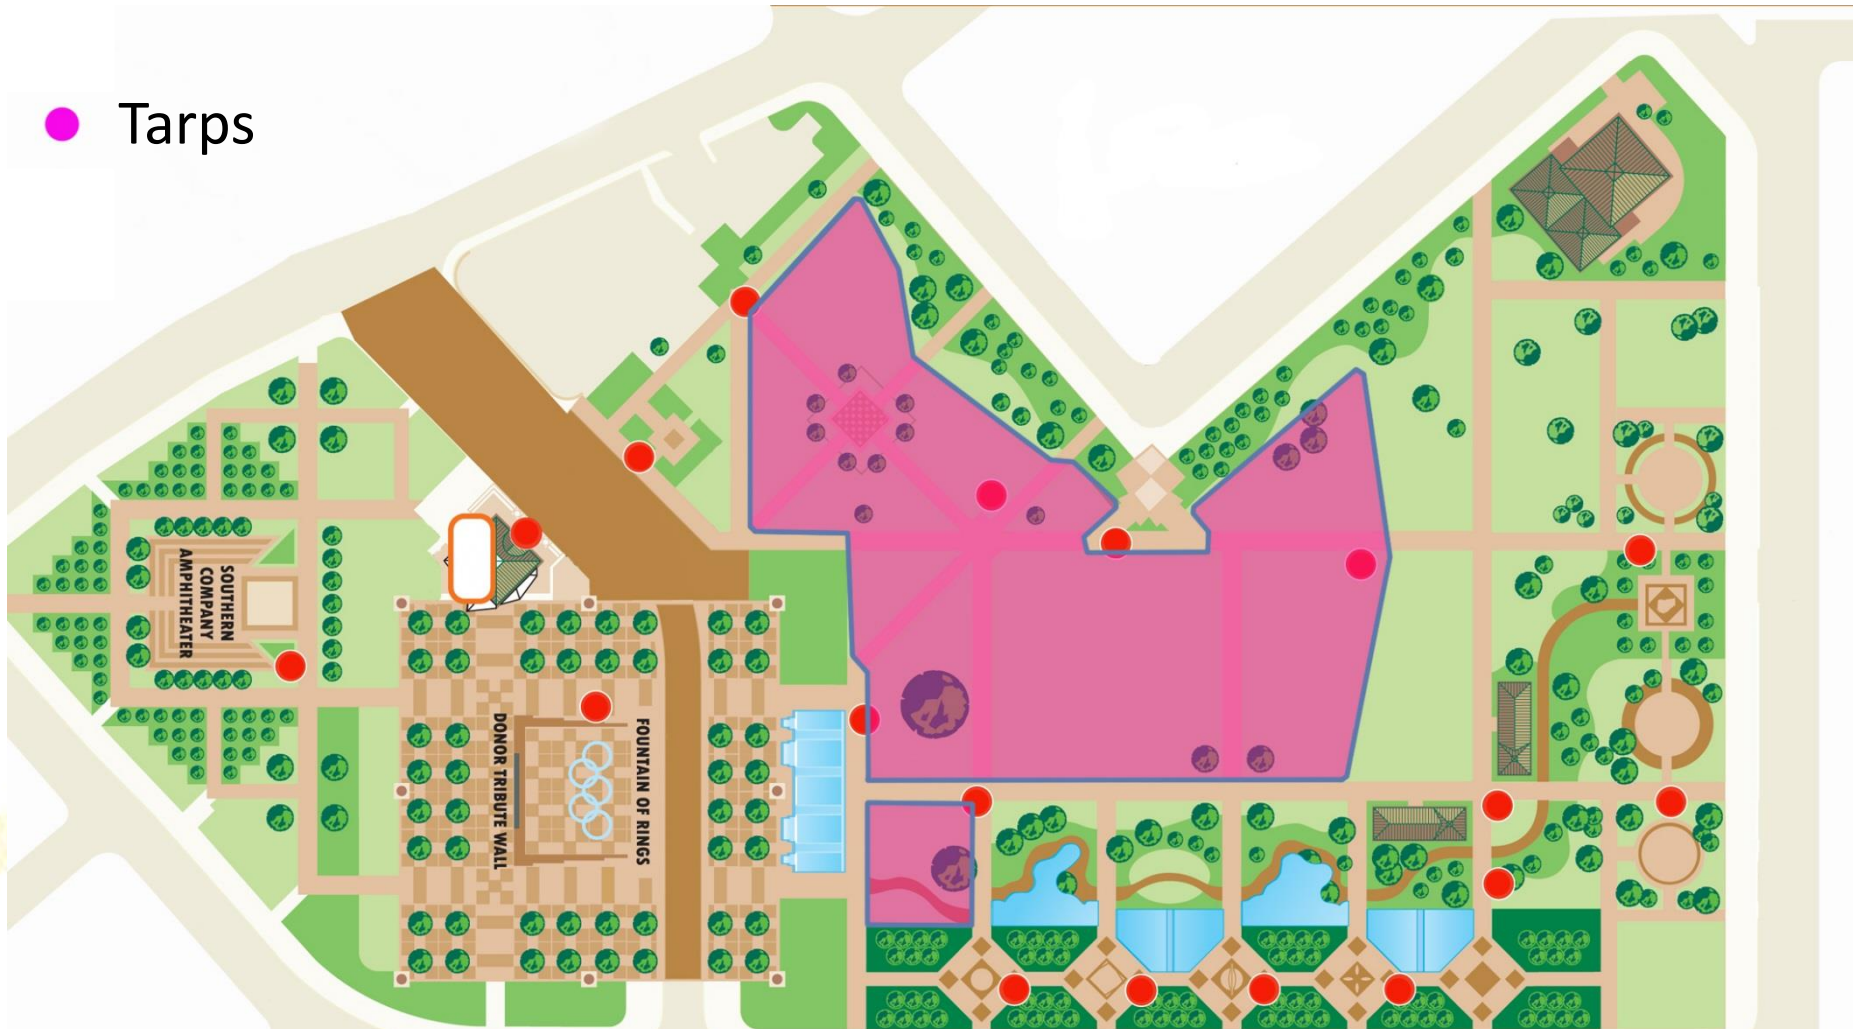 Tarps
SOUTHERN
COMPANY
AMPHITHEATER
DONOR TRIBUTE WALL
FOUNTAIN OF RINGS